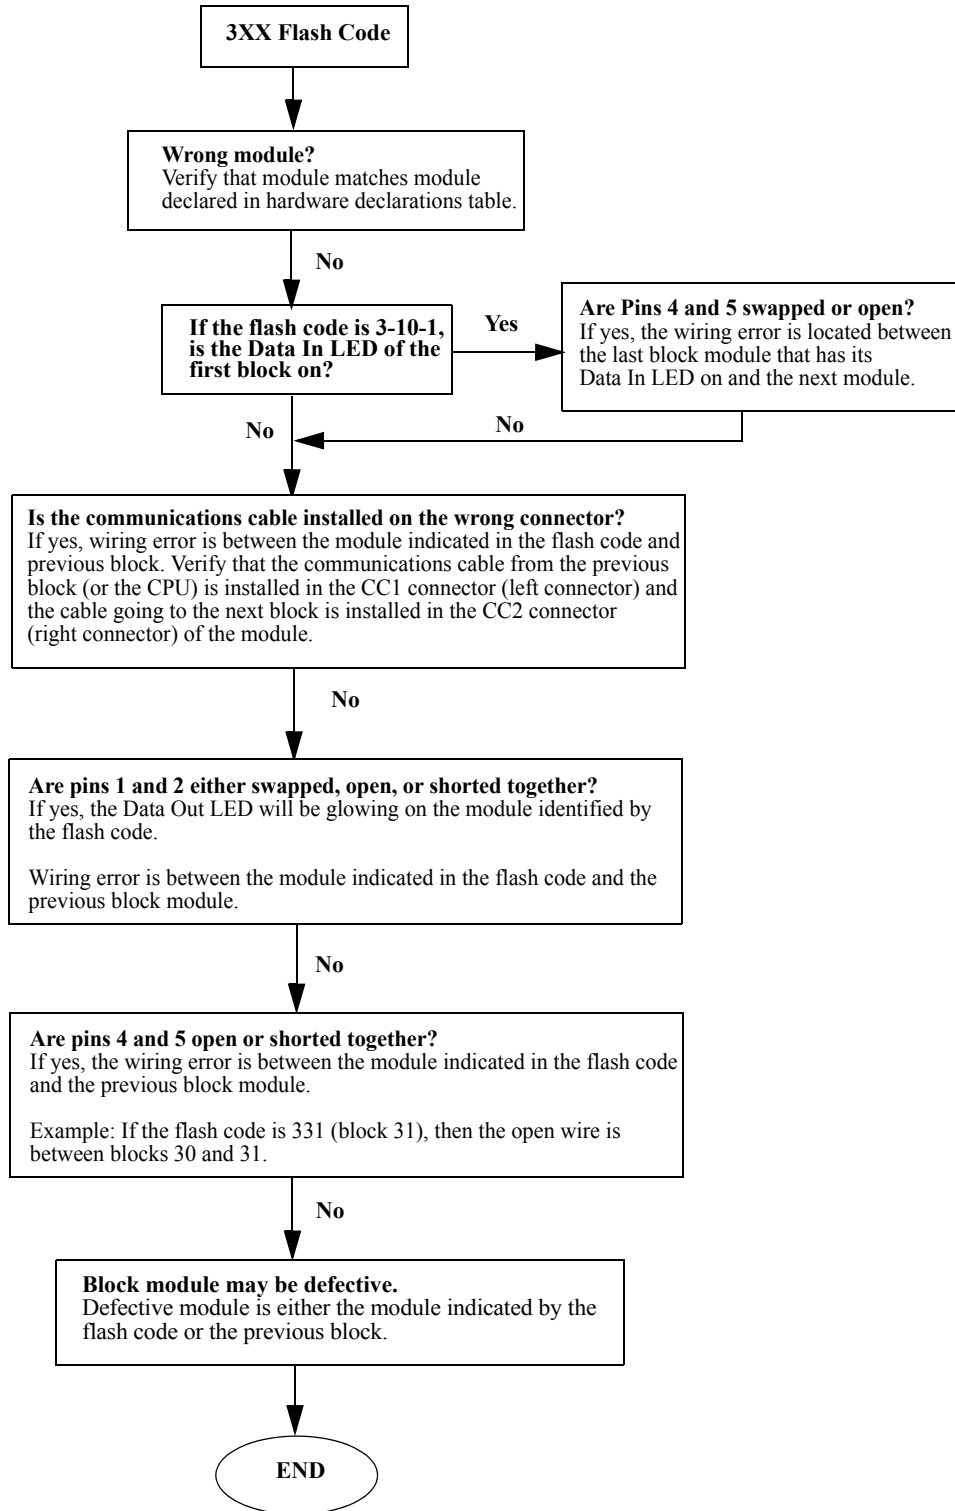 3XX Flash Code
Wrong module?
Verify that module matches module
declared in hardware declarations table.
No
If the flash code is 3-10-1,
is the Data In LED of the
first block on?
Yes
Are Pins 4 and 5 swapped or open?
If yes, the wiring error is located between
the last block module that has its
Data In LED on and the next module.
No
No
Is the communications cable installed on the wrong connector?
If yes, wiring error is between the module indicated in the flash code and
previous block. Verify that the communications cable from the previous
block (or the CPU) is installed in the CC1 connector (left connector) and
the cable going to the next block is installed in the CC2 connector
(right connector) of the module.
No
Are pins 1 and 2 either swapped, open, or shorted together?
If yes, the Data Out LED will be glowing on the module identified by
the flash code.
Wiring error is between the module indicated in the flash code and the
previous block module.
No
Are pins 4 and 5 open or shorted together?
If yes, the wiring error is between the module indicated in the flash code
and the previous block module.
Example: If the flash code is 331 (block 31), then the open wire is
between blocks 30 and 31.
No
Block module may be defective.
Defective module is either the module indicated by the
flash code or the previous block.
END